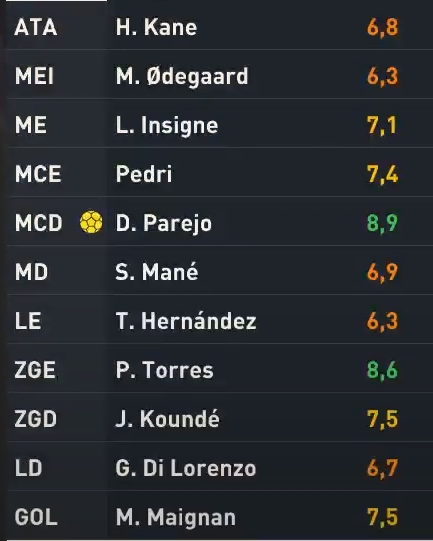 ATA H. Kane 6,8
MEI M. Ødegaard 6,3
ME L. Insigne 7,1
MCE Pedri 7,4
MCD D. Parejo 8,9
MD S. Mané 6,9
LE T. Hernández 6,3
ZGE P. Torres 8,6
ZGD J. Koundé 7,5
LD G. Di Lorenzo 6,7
GOL M. Maignan 7,5